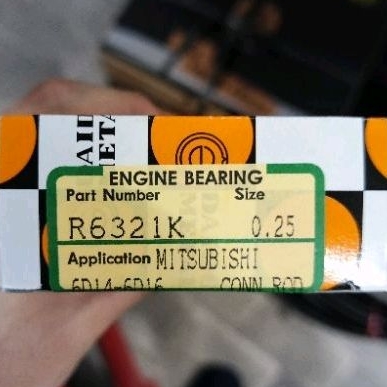 ENGINE BEARING
Part Number Size
R6321K 0.25
Application MITSUBISHI
6D14-6D16 CONN ROD